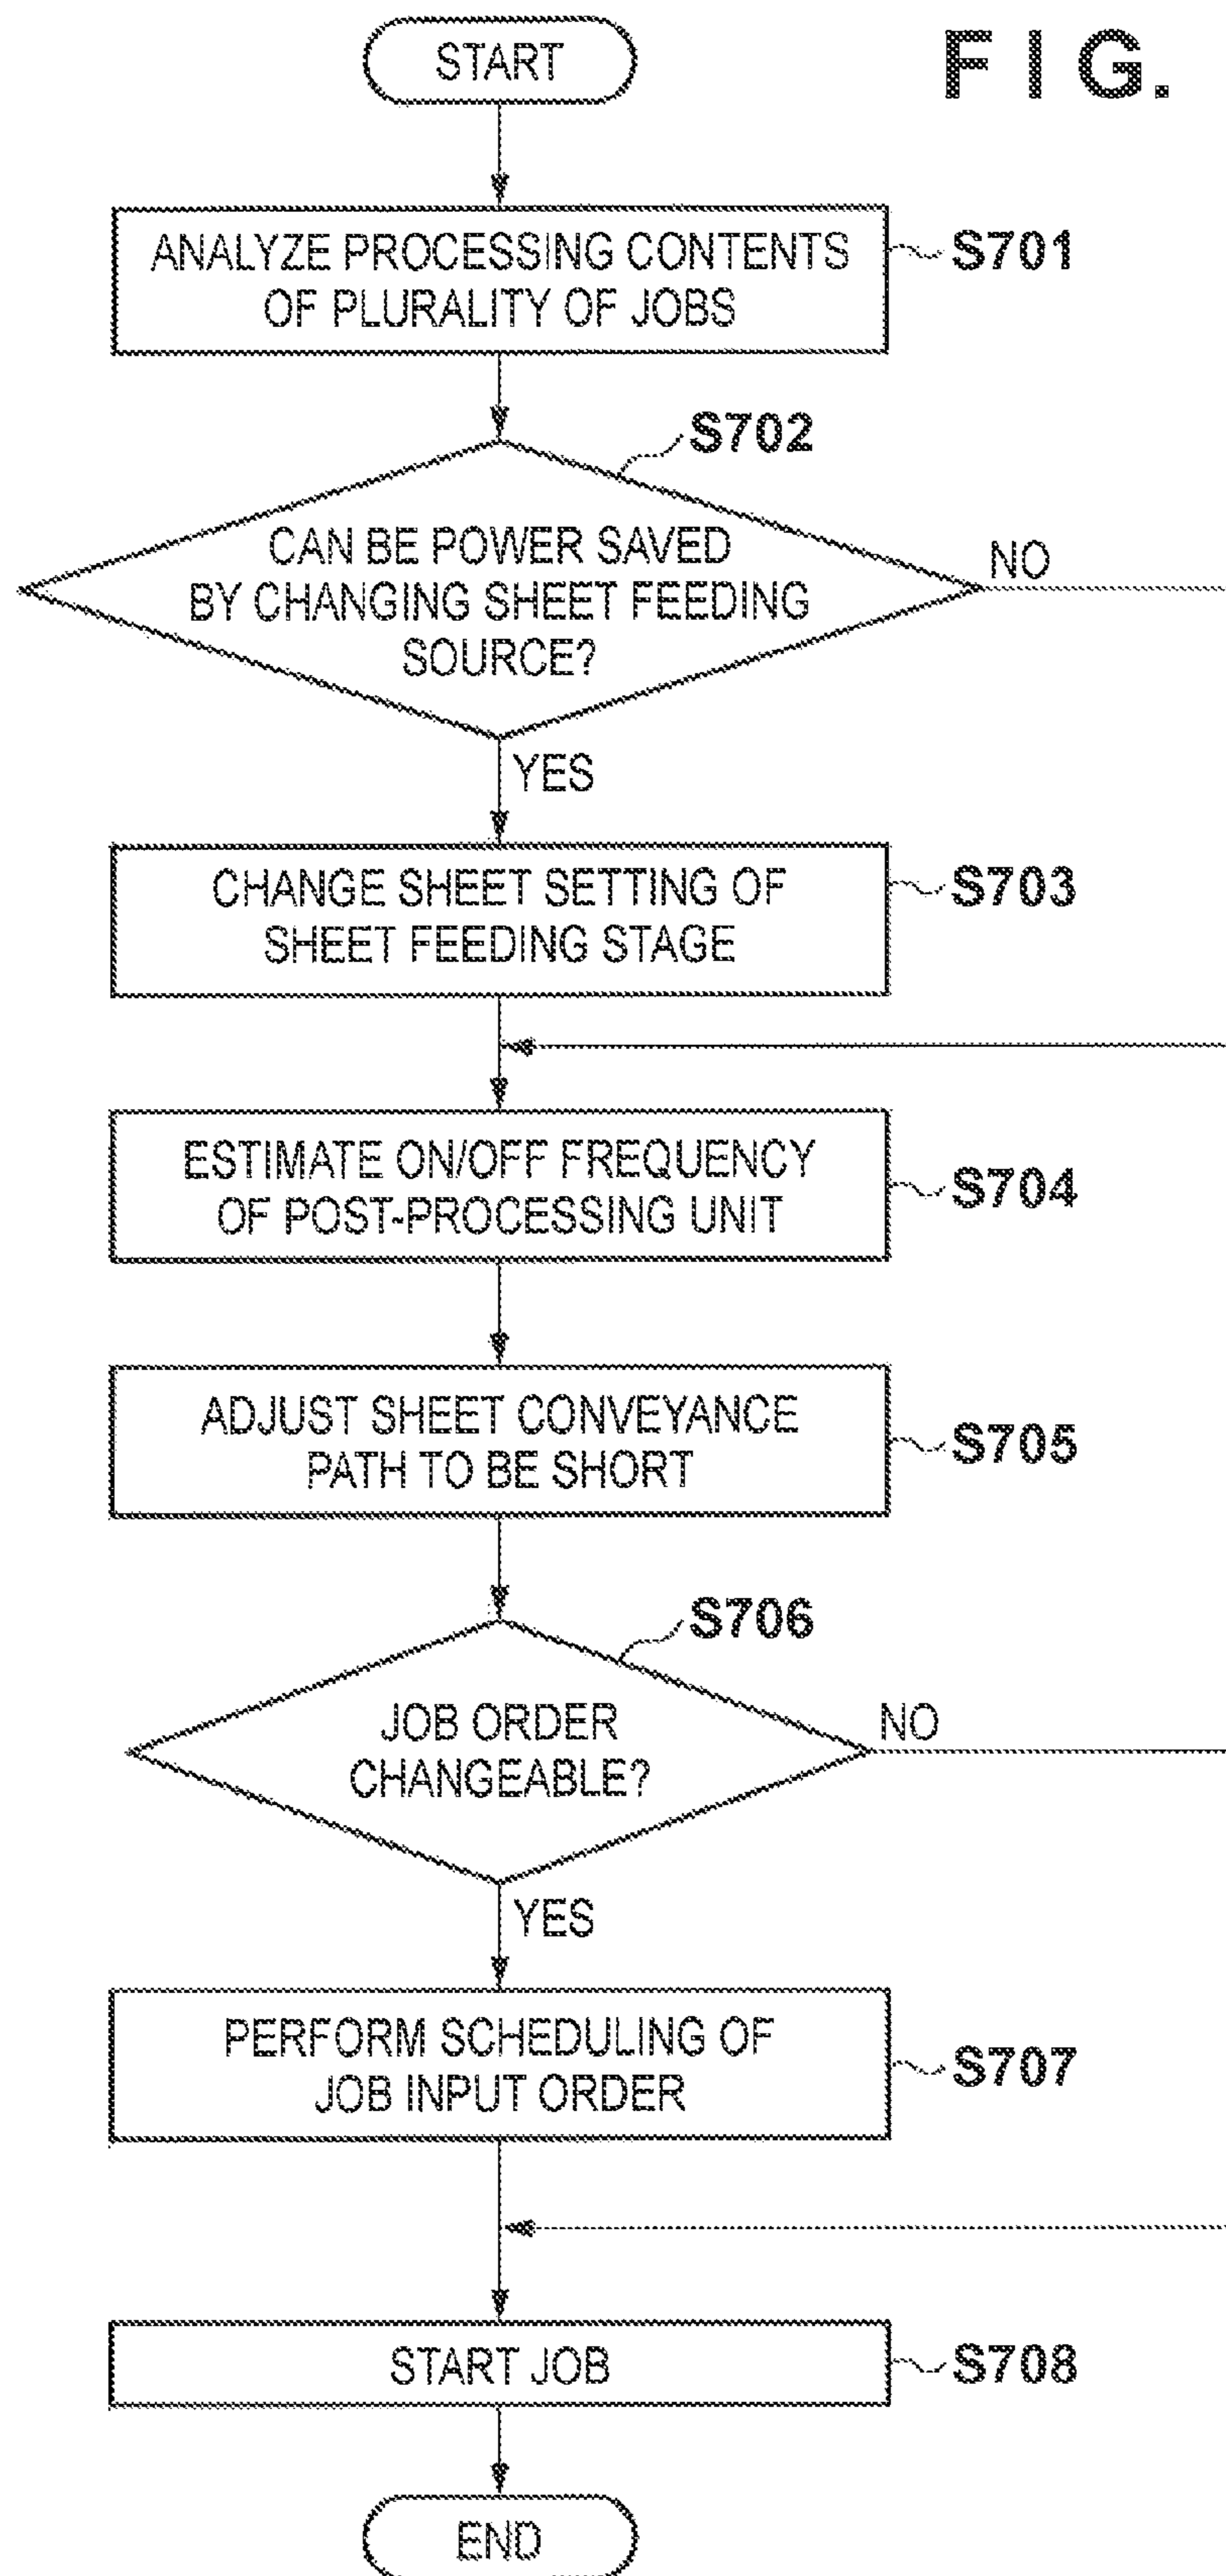 START
F I G.
ANALYZE PROCESSING CONTENTS
OF PLURALITY OF JOBS
S701
S702
CAN BE POWER SAVED
BY CHANGING SHEET FEEDING
SOURCE?
NO
YES
CHANGE SHEET SETTING OF
SHEET FEEDING STAGE
S703
ESTIMATE ON/OFF FREQUENCY
OF POST-PROCESSING UNIT
S704
ADJUST SHEET CONVEYANCE
PATH TO BE SHORT
S705
S706
JOB ORDER
CHANGEABLE?
NO
YES
PERFORM SCHEDULING OF
JOB INPUT ORDER
S707
START JOB
S708
END